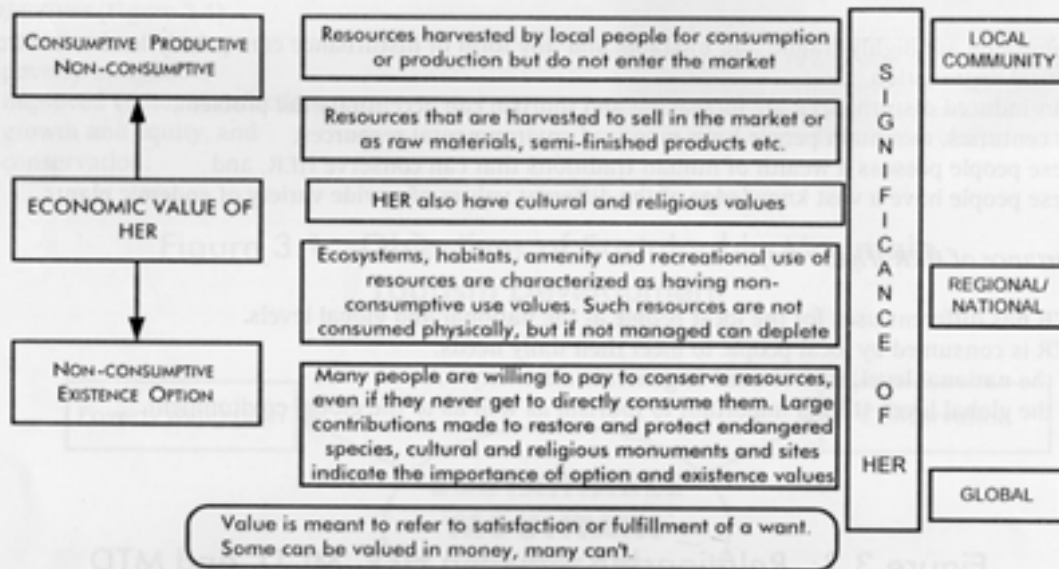 CONSUMPTIVE PRODUCTIVE
NON-CONSUMPTIVE
ECONOMIC VALUE OF
HER
NON-CONSUMPTIVE
EXISTENCE OPTION
Resources harvested by local people for consumption
or production but do not enter the market
Resources that are harvested to sell in the market or
as raw materials, semi-finished products etc.
HER also have cultural and religious values
Ecosystems, habitats, amenity and recreational use of
resources are characterized as having non-
consumptive use values. Such resources are not
consumed physically, but if not managed can deplete
Many people are willing to pay to conserve resources,
even if they never get to directly consume them. Large
contributions made to restore and protect endangered
species, cultural and religious monuments and sites
indicate the importance of option and existence values
Value is meant to refer to satisfaction or fulfillment of a want.
Some can be valued in money, many can't.
SIGNIFICANCE OF
HER
LOCAL
COMMUNITY
REGIONAL/
NATIONAL
GLOBAL